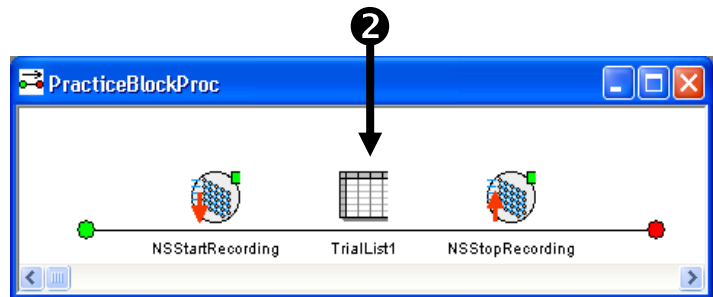 2
PracticeBlockProc
NSStartRecording TrialList1 NSStopRecording